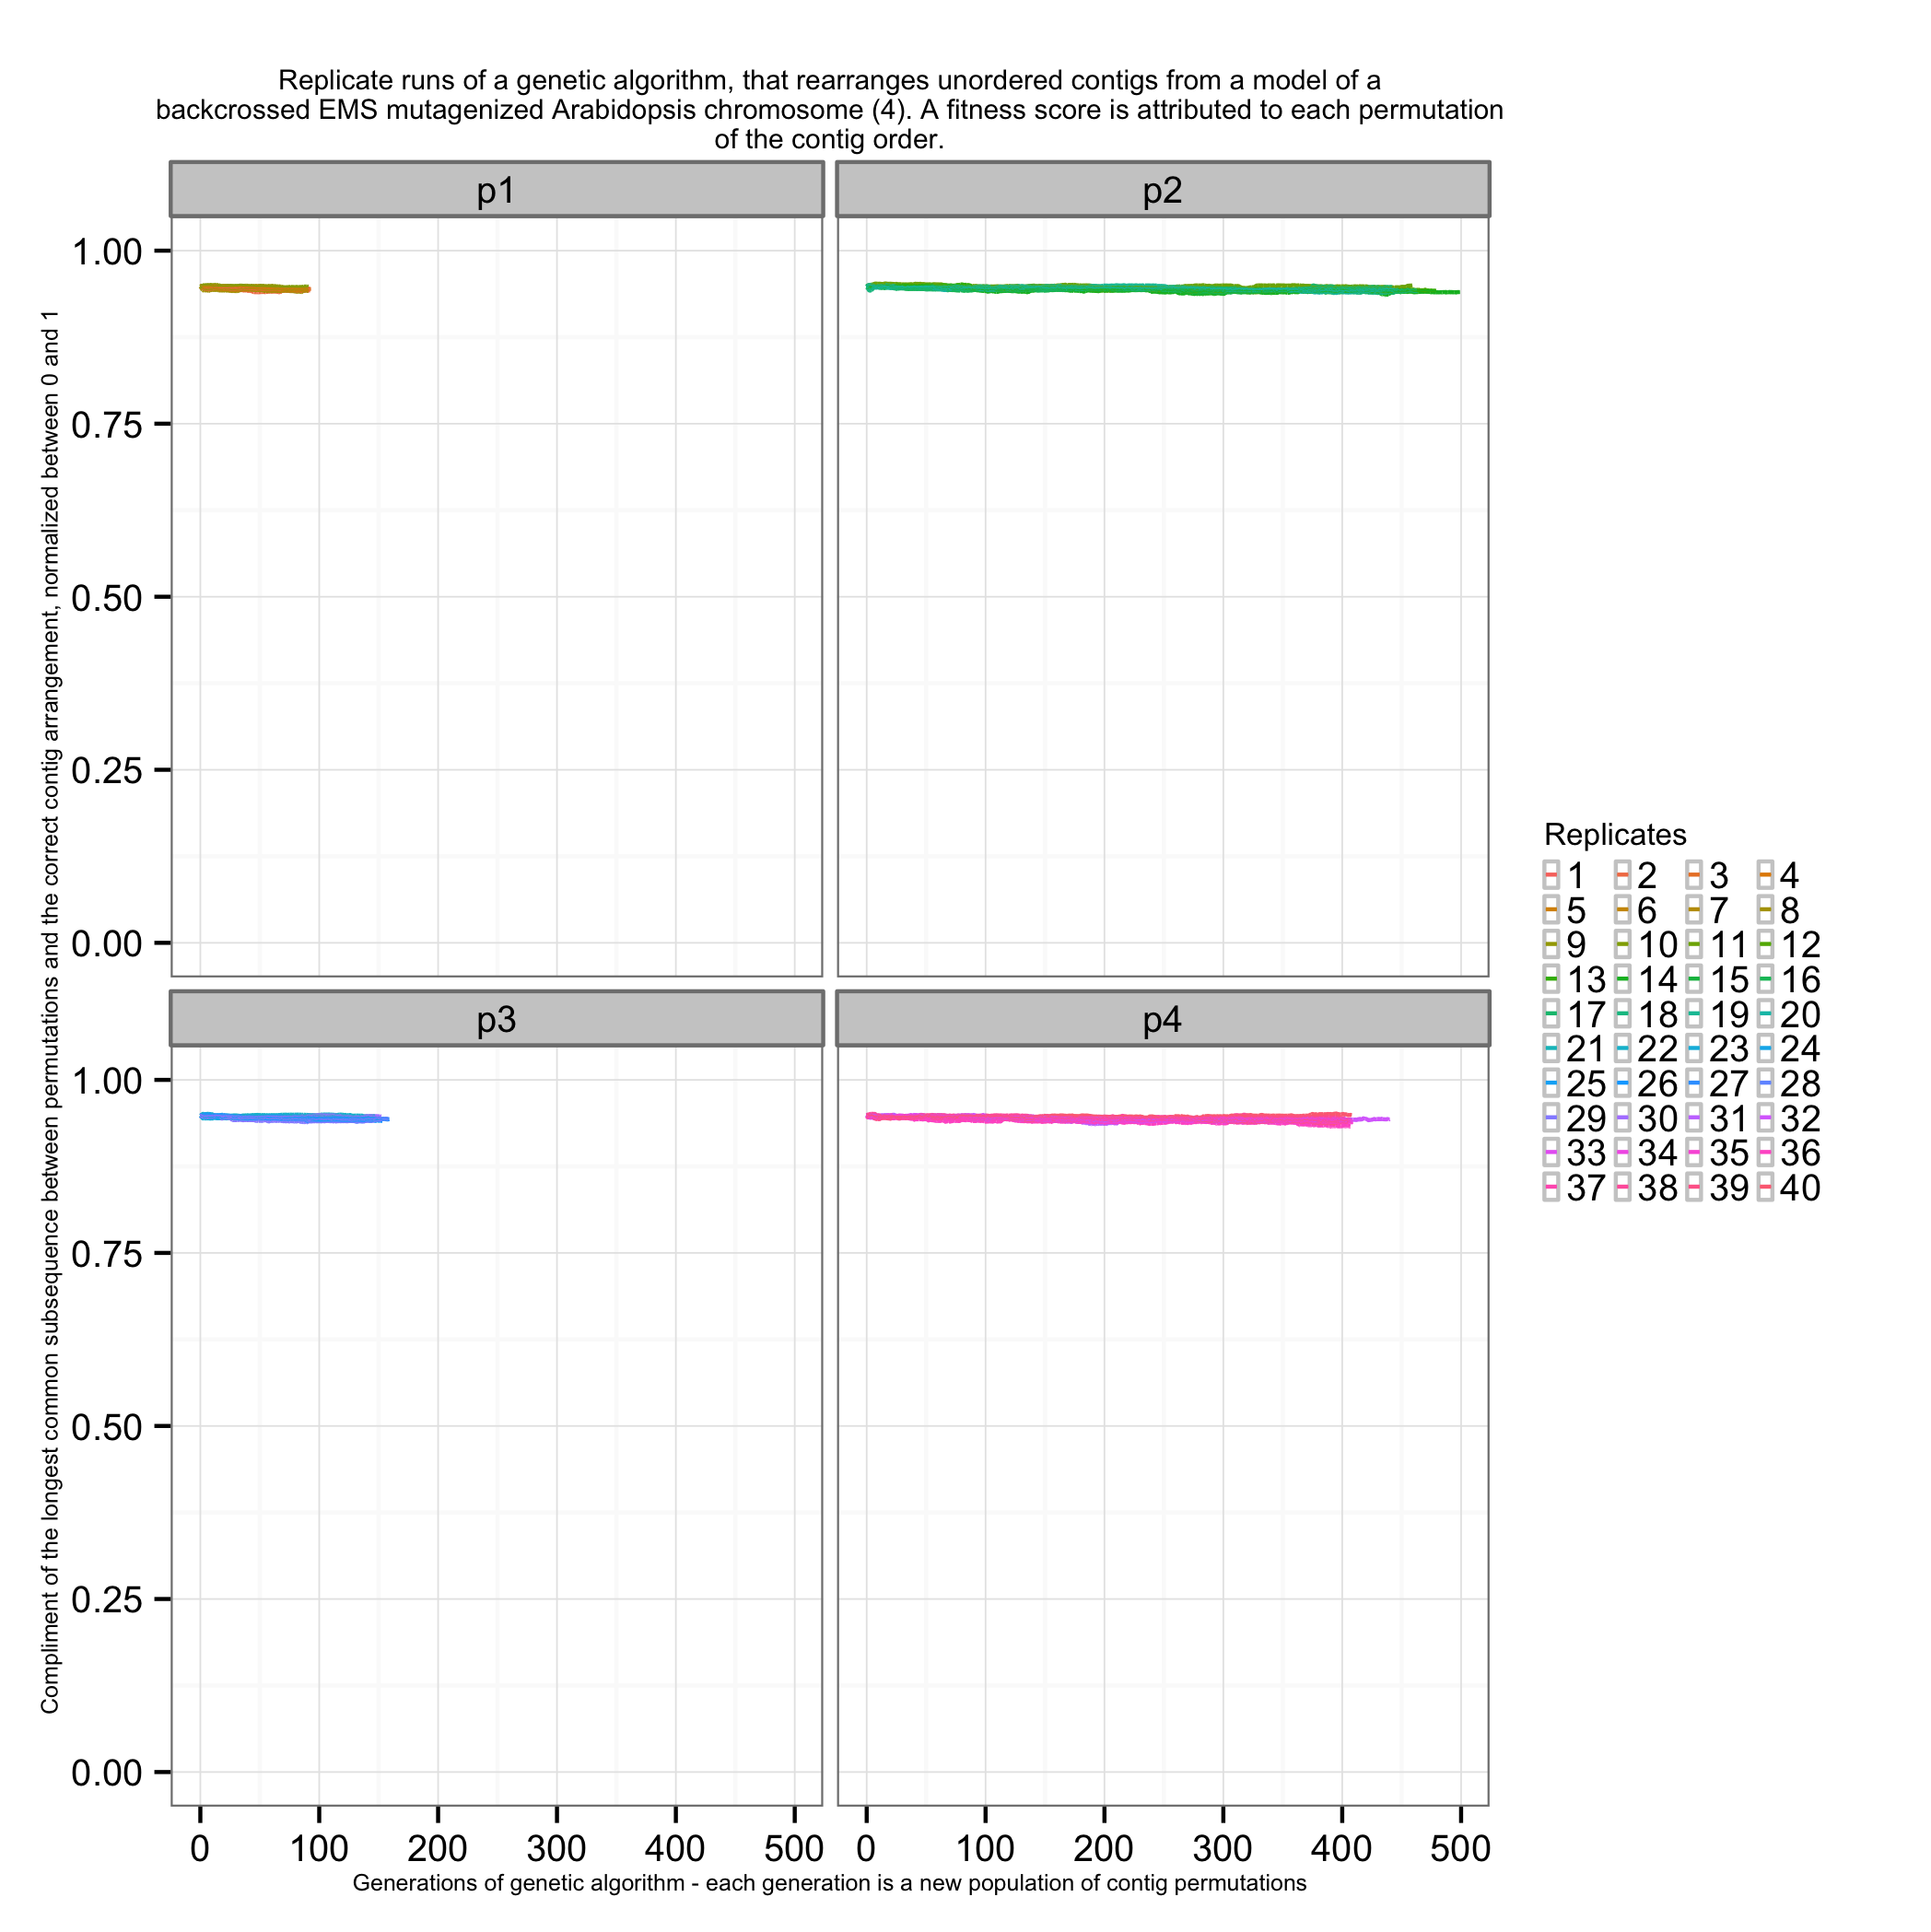 Replicate runs of a genetic algorithm, that rearranges unordered contigs from a model of a
backcrossed EMS mutagenized Arabidopsis chromosome (4). A fitness score is attributed to each permutation
of the contig order.
p1
p2
1.00
0.75
0.50
0.25
0.00
p3
p4
1.00
0.75
0.50
0.25
0.00
0 100 200 300 400 500
0 100 200 300 400 500
Generations of genetic algorithm - each generation is a new population of contig permutations
Compliment of the longest common subsequence between permutations and the correct contig arrangement, normalized between 0 and 1
Replicates
1 2 3 4
5 6 7 8
9 10 11 12
13 14 15 16
17 18 19 20
21 22 23 24
25 26 27 28
29 30 31 32
33 34 35 36
37 38 39 40